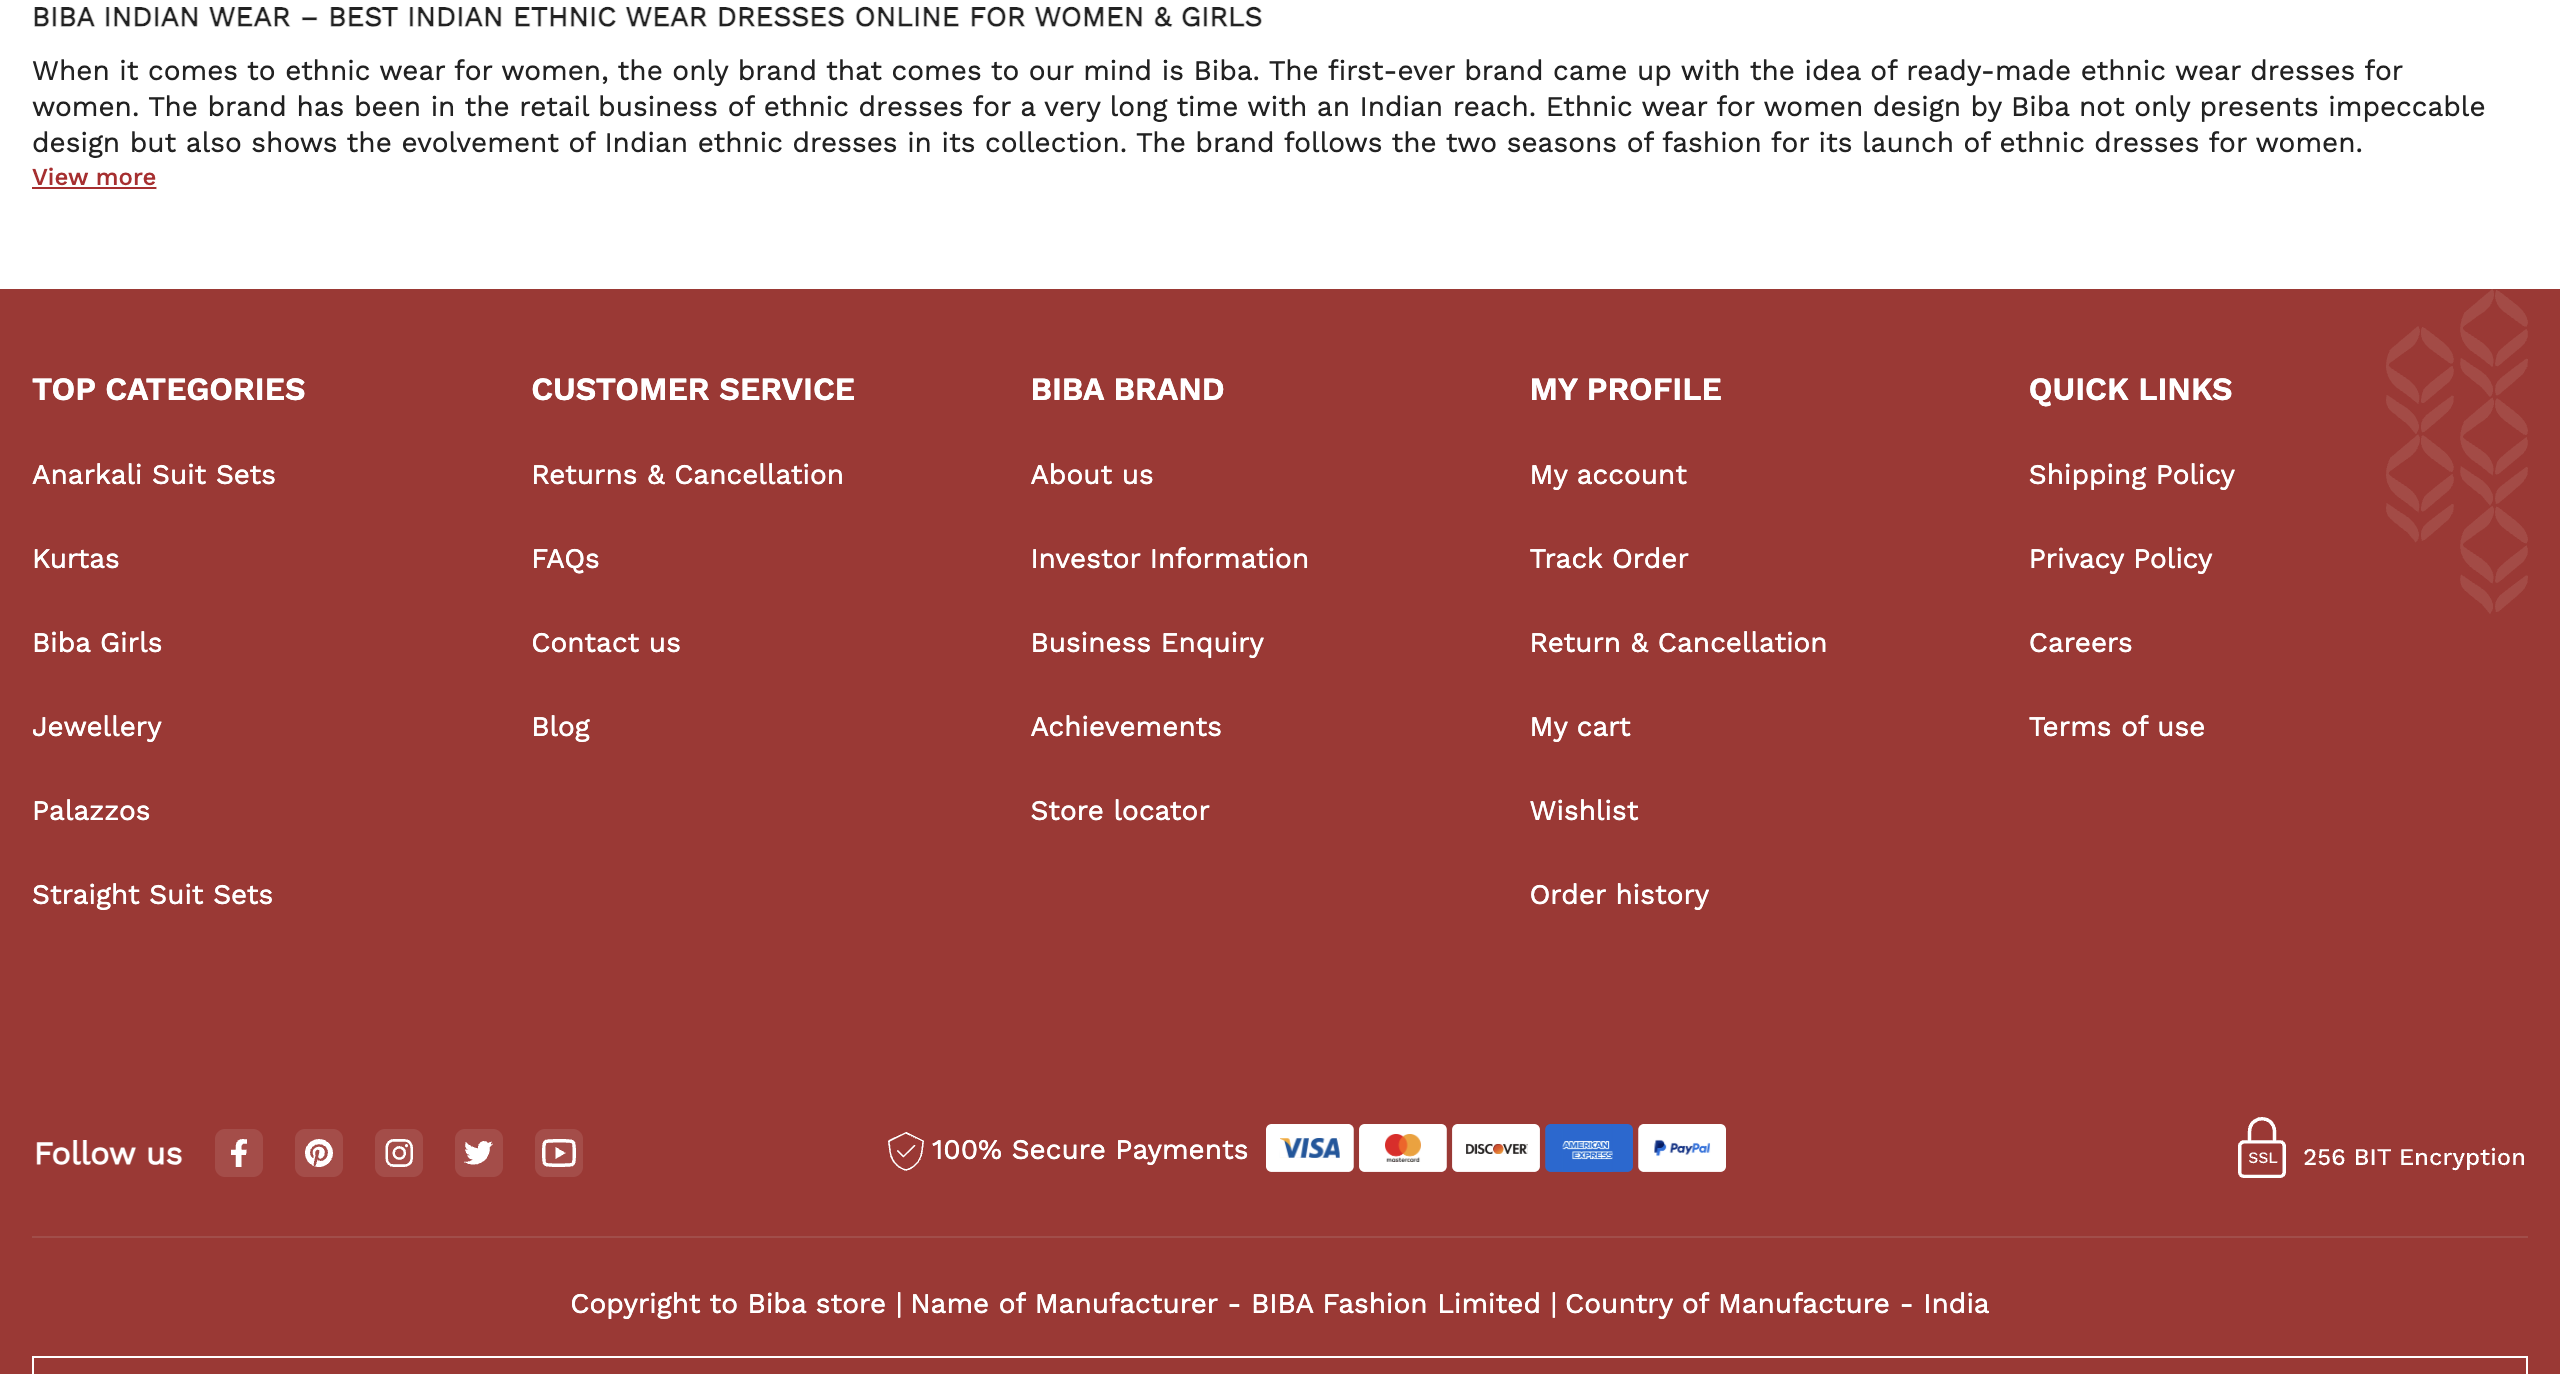 BIBA INDIAN WEAR – BEST INDIAN ETHNIC WEAR DRESSES ONLINE FOR WOMEN & GIRLS
When it comes to ethnic wear for women, the only brand that comes to our mind is Biba. The first-ever brand came up with the idea of ready-made ethnic wear dresses for
women. The brand has been in the retail business of ethnic dresses for a very long time with an Indian reach. Ethnic wear for women design by Biba not only presents impeccable
design but also shows the evolvement of Indian ethnic dresses in its collection. The brand follows the two seasons of fashion for its launch of ethnic dresses for women.
View more
TOP CATEGORIES
Anarkali Suit Sets
Kurtas
Biba Girls
Jewellery
Palazzos
Straight Suit Sets
CUSTOMER SERVICE
Returns & Cancellation
FAQs
Contact us
Blog
BIBA BRAND
About us
Investor Information
Business Enquiry
Achievements
Store locator
MY PROFILE
My account
Track Order
Return & Cancellation
My cart
Wishlist
Order history
QUICK LINKS
Shipping Policy
Privacy Policy
Careers
Terms of use
Follow us
100% Secure Payments
VISA
mastercard
DISCOVER
AMERICAN
EXPRESS
PayPal
SSL
256 BIT Encryption
Copyright to Biba store | Name of Manufacturer - BIBA Fashion Limited | Country of Manufacture - India